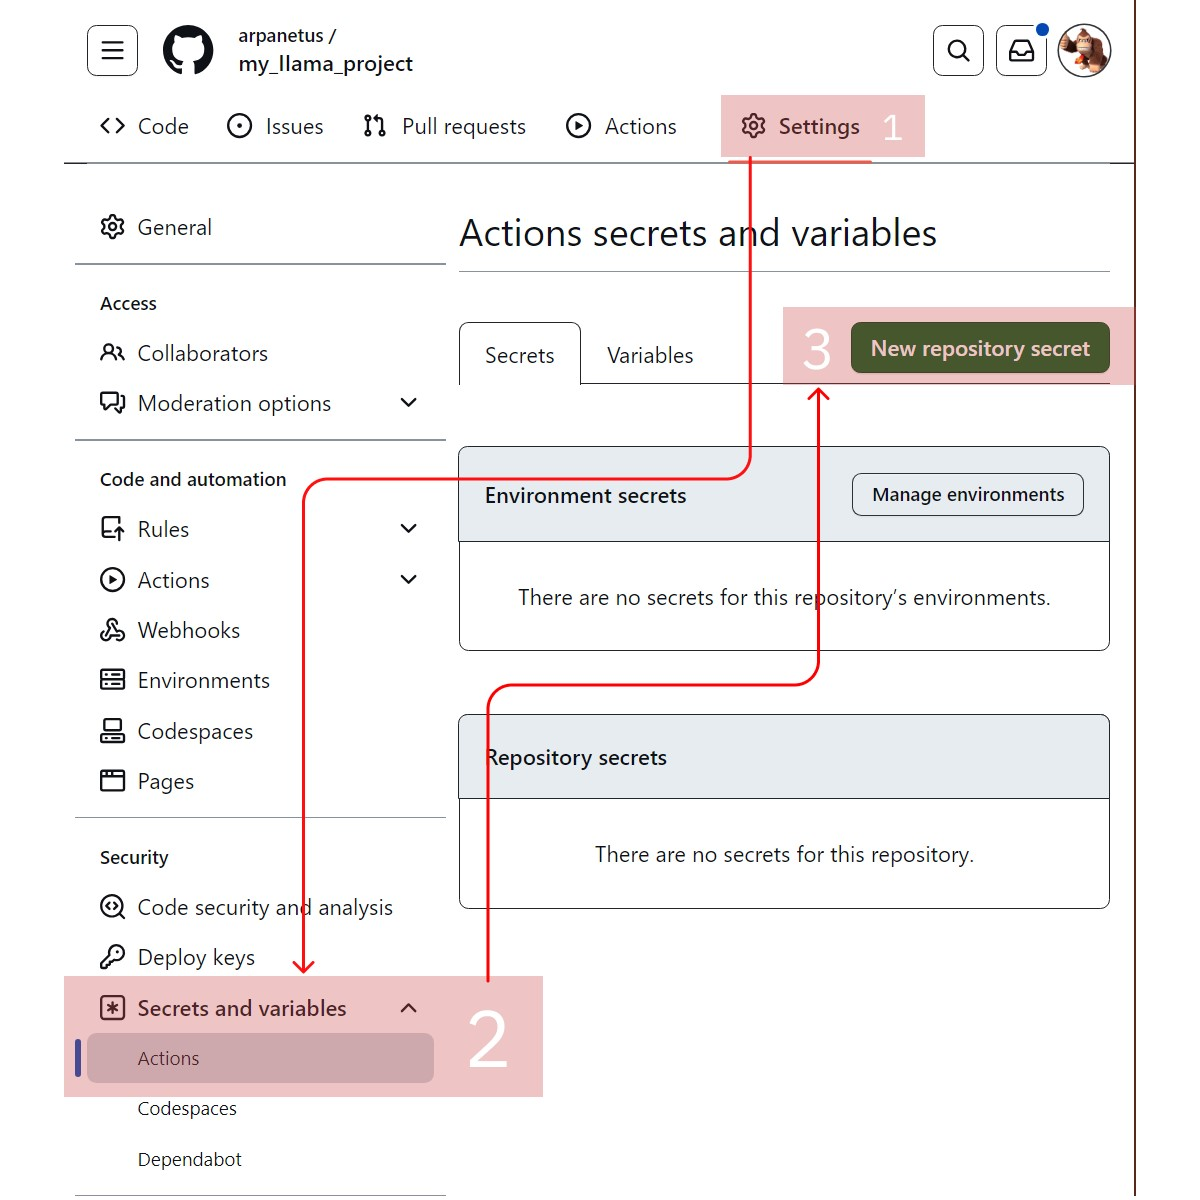 arpanetus /
my_llama_project
Code Issues Pull requests Actions Settings 1
General
Access
Collaborators
Moderation options
Code and automation
Rules
Actions
Webhooks
Environments
Codespaces
Pages
Security
Code security and analysis
Deploy keys
Secrets and variables
Actions
2
Codespaces
Dependabot
Actions secrets and variables
Secrets Variables
3 New repository secret
Environment secrets Manage environments
There are no secrets for this repository’s environments.
Repository secrets
There are no secrets for this repository.